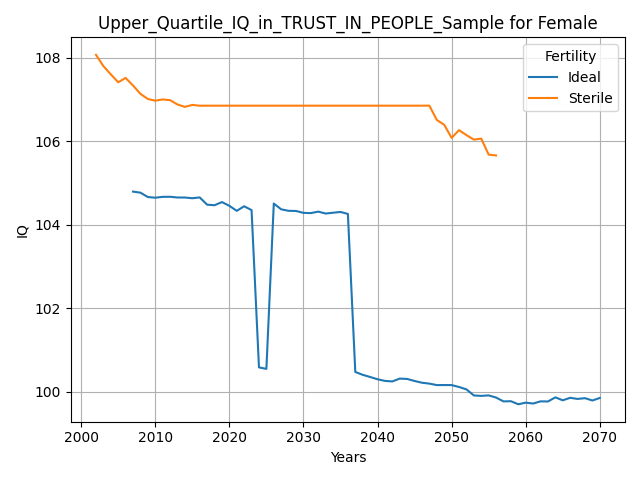 Upper_Quartile_IQ_in_TRUST_IN_PEOPLE_Sample for Female
Fertility
Ideal
Sterile
108
106
104
102
100
IQ
2000 2010 2020 2030 2040 2050 2060 2070
Years